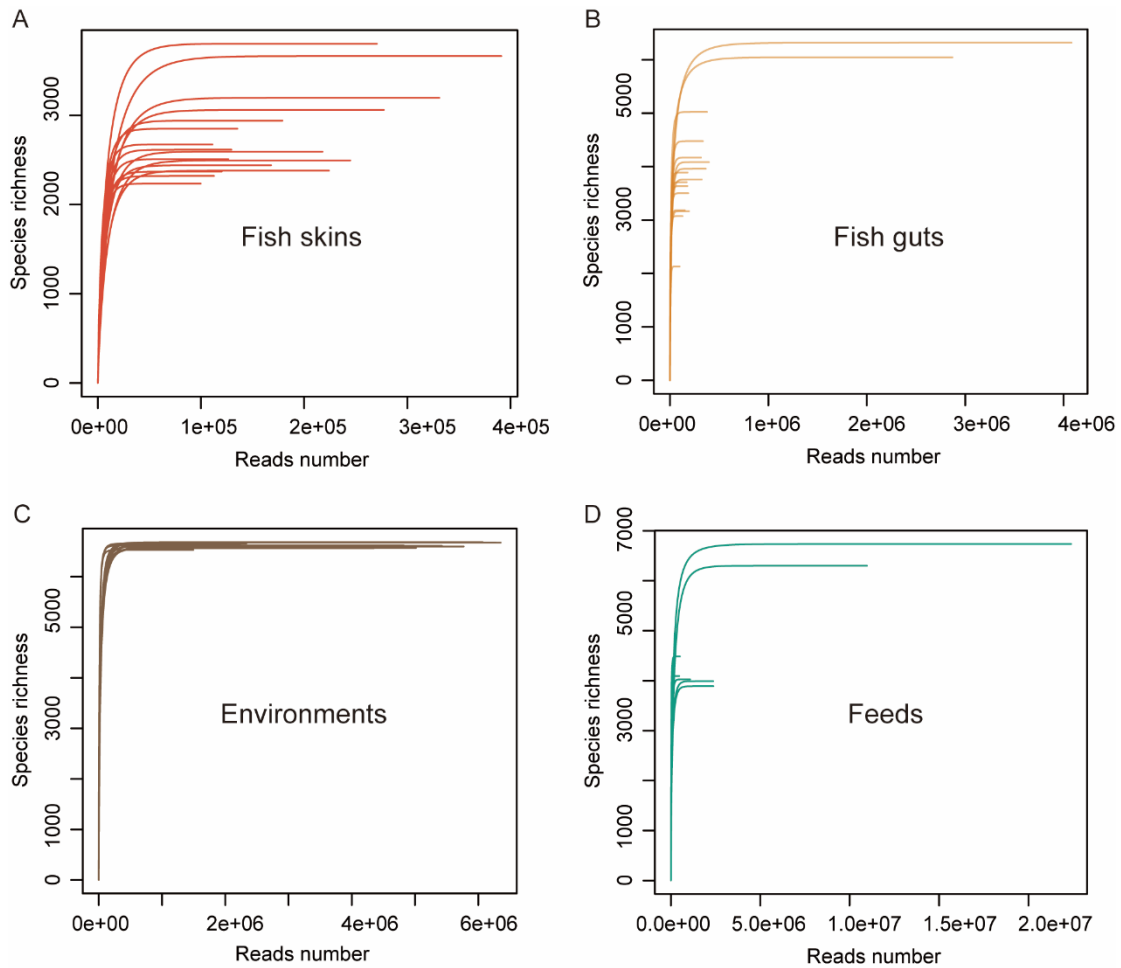 A
Species richness
0
1000
2000
3000
Fish skins
0e+00
1e+05
2e+05
3e+05
4e+05
Reads number
B
Species richness
0
1000
3000
5000
Fish guts
0e+00
1e+06
2e+06
3e+06
4e+06
Reads number
C
Species richness
0
1000
3000
5000
Environments
0e+00
2e+06
4e+06
6e+06
Reads number
D
Species richness
0
1000
3000
5000
7000
Feeds
0.0e+00
5.0e+06
1.0e+07
1.5e+07
2.0e+07
Reads number